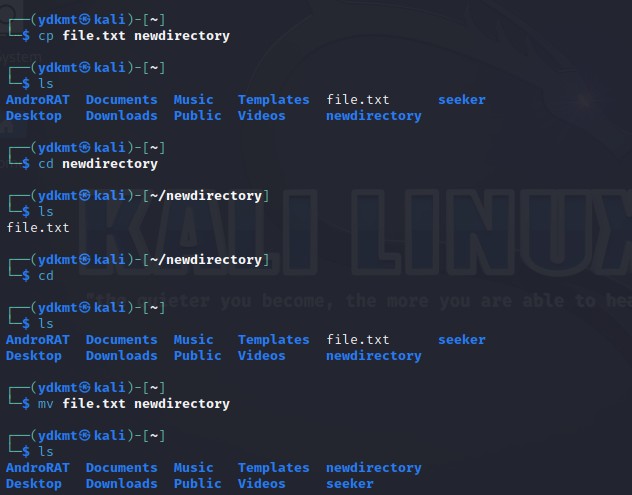 ┌──(ydkmt㉿kali)-[~]
└─$ cp file.txt newdirectory
┌──(ydkmt㉿kali)-[~]
└─$ ls
AndroRAT Documents Music Templates file.txt seeker
Desktop Downloads Public Videos newdirectory
┌──(ydkmt㉿kali)-[~]
└─$ cd newdirectory
┌──(ydkmt㉿kali)-[~/newdirectory]
└─$ ls
file.txt
┌──(ydkmt㉿kali)-[~/newdirectory]
└─$ cd
┌──(ydkmt㉿kali)-[~]
└─$ ls
AndroRAT Documents Music Templates file.txt seeker
Desktop Downloads Public Videos newdirectory
┌──(ydkmt㉿kali)-[~]
└─$ mv file.txt newdirectory
┌──(ydkmt㉿kali)-[~]
└─$ ls
AndroRAT Documents Music Templates newdirectory
Desktop Downloads Public Videos seeker
KALI LINUX
"the quieter you become, the more you are able to